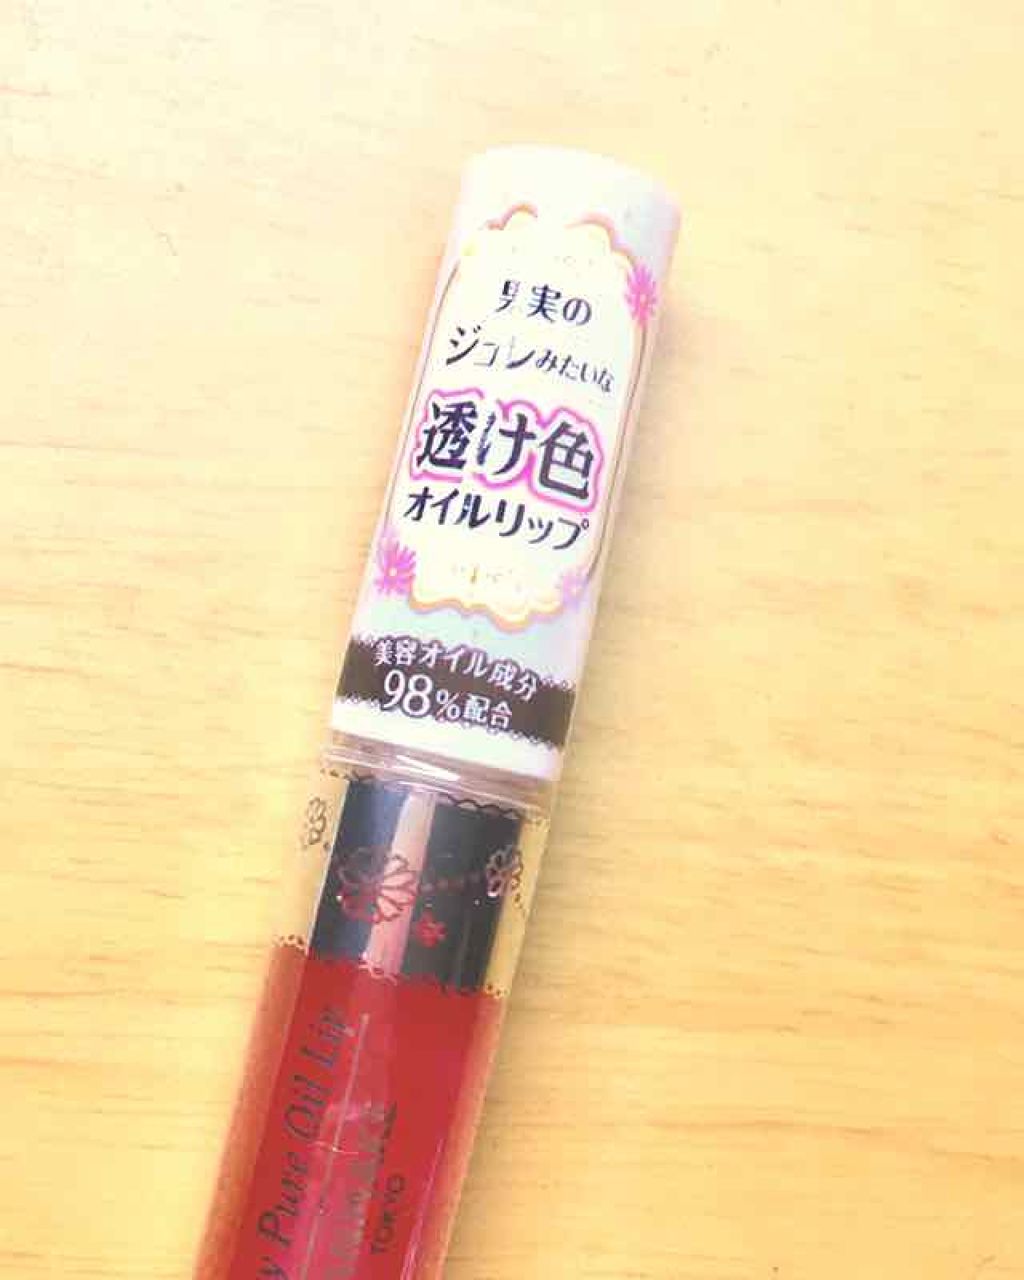 果実の
ジュレみたいな
透け色
オイルリップ
美容オイル成分
98%配合
Pure Oil Lip
CANMAKE
TOKYO